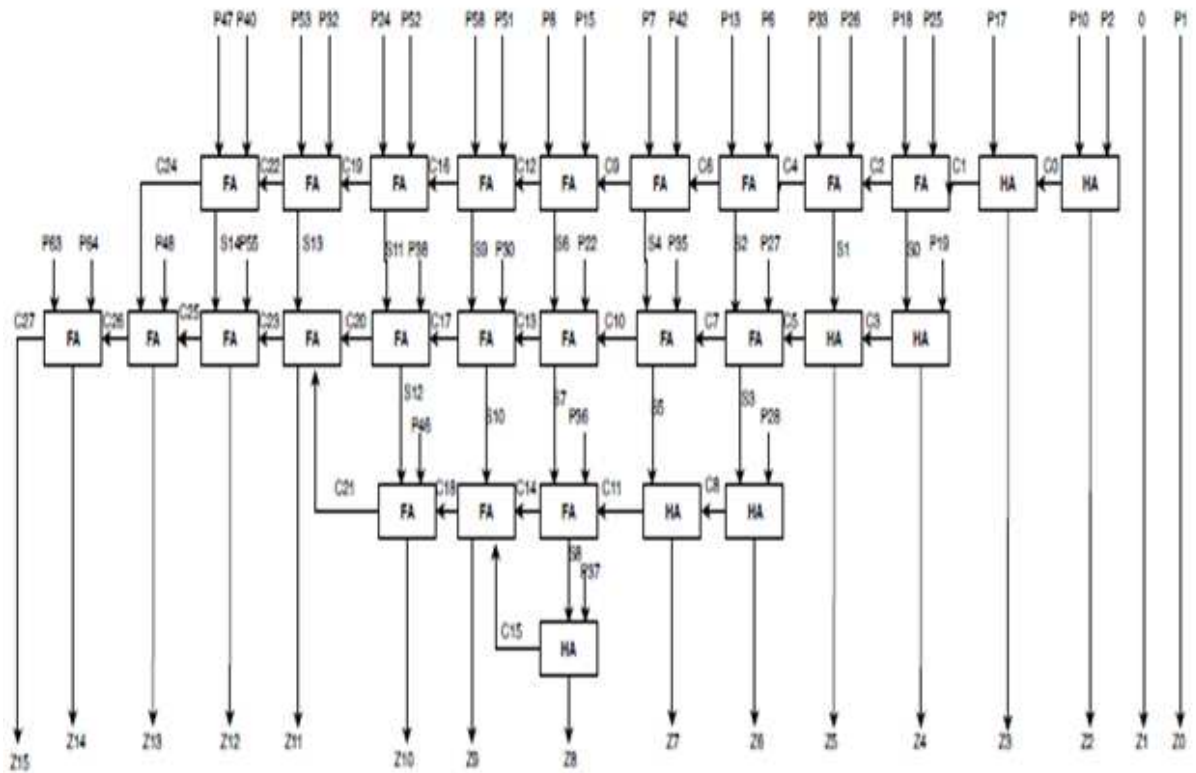 P47 P40 P53 P32 P24 P52 P58 P51 P8 P15 P7 P42 P13 P6 P33 P26 P18 P25 P17 P10 P2 0 P1
C24 C22 C19 C16 C12 C9 C6 C4 C2 C1 C0
FA FA FA FA FA FA FA FA FA HA HA
P63 P64 P48 S14 P55 S13 S11 P38 S9 P30 S6 P22 S4 P35 S2 P27 S1 S0 P19
C27 C26 C25 C23 C20 C17 C13 C10 C7 C5 C3
FA FA FA FA FA FA FA FA FA HA HA
S12 P46 S10 S7 P36 S5 S3 P28
C21 C18 C14 C11 C8
FA FA FA HA HA
S8 P37
C15
HA
Z15 Z14 Z13 Z12 Z11 Z10 Z9 Z8 Z7 Z6 Z5 Z4 Z3 Z2 Z1 Z0